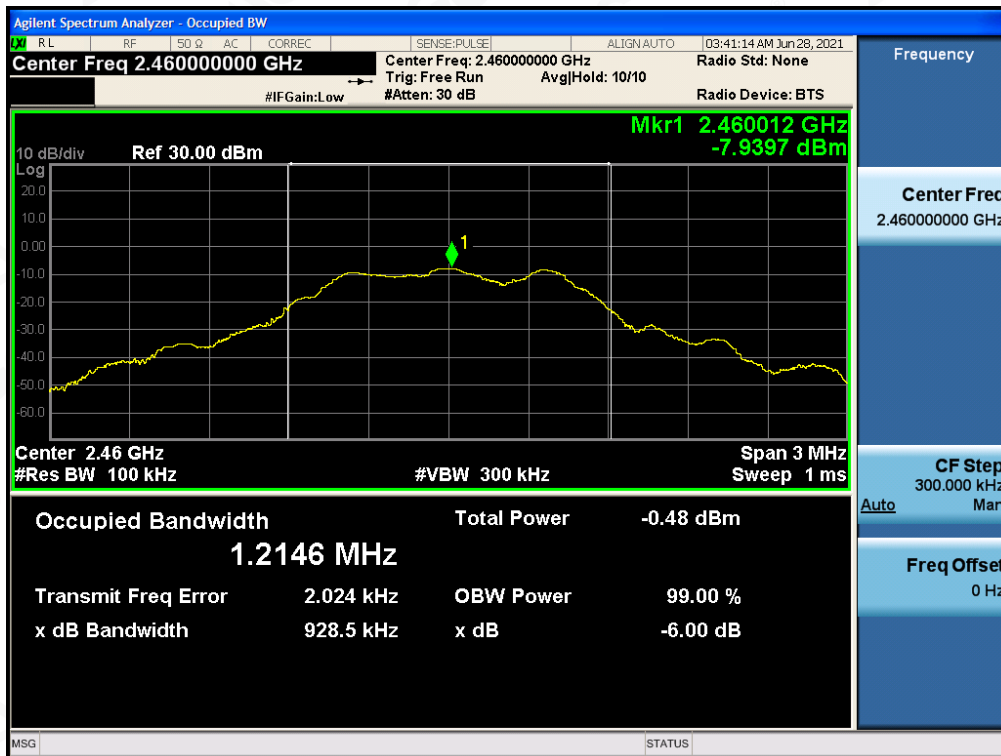 Agilent Spectrum Analyzer - Occupied BW
LXI RL RF 50 Ω AC CORREC SENSE:PULSE ALIGN AUTO 03:41:14 AM Jun 28, 2021
Center Freq 2.460000000 GHz
Center Freq: 2.460000000 GHz Radio Std: None
Trig: Free Run Avg|Hold: 10/10
#IFGain:Low #Atten: 30 dB Radio Device: BTS
Mkr1 2.460012 GHz
-7.9397 dBm
10 dB/div Ref 30.00 dBm
Log
20.0
10.0
0.00
1
-10.0
-20.0
-30.0
-40.0
-50.0
-60.0
Center 2.46 GHz Span 3 MHz
#Res BW 100 kHz #VBW 300 kHz Sweep 1 ms
Occupied Bandwidth Total Power -0.48 dBm
1.2146 MHz
Transmit Freq Error 2.024 kHz OBW Power 99.00 %
x dB Bandwidth 928.5 kHz x dB -6.00 dB
MSG STATUS
Frequency
Center Freq
2.460000000 GHz
CF Step
300.000 kHz
Auto Man
Freq Offset
0 Hz